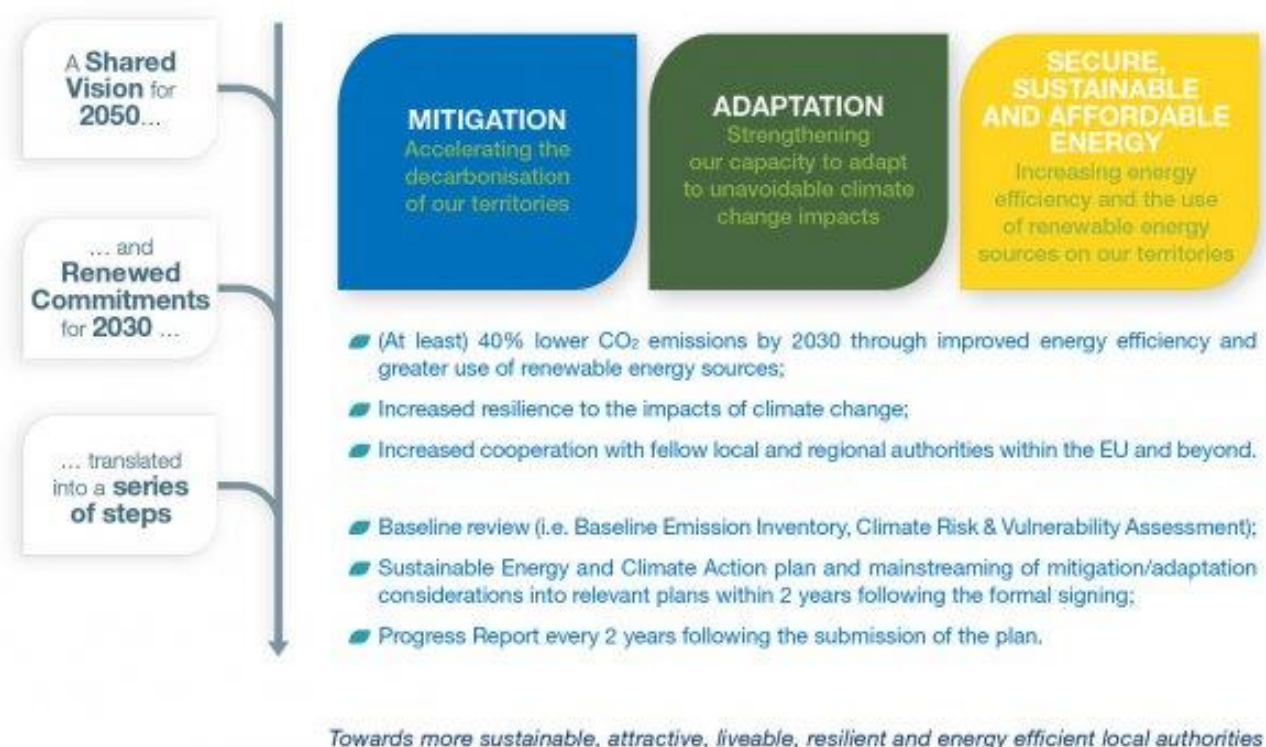 A Shared
Vision for
2050...
MITIGATION
Accelerating the
decarbonisation
of our territories
ADAPTATION
Strengthening
our capacity to adapt
to unavoidable climate
change impacts
SECURE,
SUSTAINABLE
AND AFFORDABLE
ENERGY
Increasing energy
efficiency and the use
of renewable energy
sources on our territories
... and
Renewed
Commitments
for 2030 ...
(At least) 40% lower CO₂ emissions by 2030 through improved energy efficiency and
greater use of renewable energy sources;
Increased resilience to the impacts of climate change;
Increased cooperation with fellow local and regional authorities within the EU and beyond.
... translated
into a series
of steps
Baseline review (i.e. Baseline Emission Inventory, Climate Risk & Vulnerability Assessment);
Sustainable Energy and Climate Action plan and mainstreaming of mitigation/adaptation
considerations into relevant plans within 2 years following the formal signing;
Progress Report every 2 years following the submission of the plan.
Towards more sustainable, attractive, liveable, resilient and energy efficient local authorities